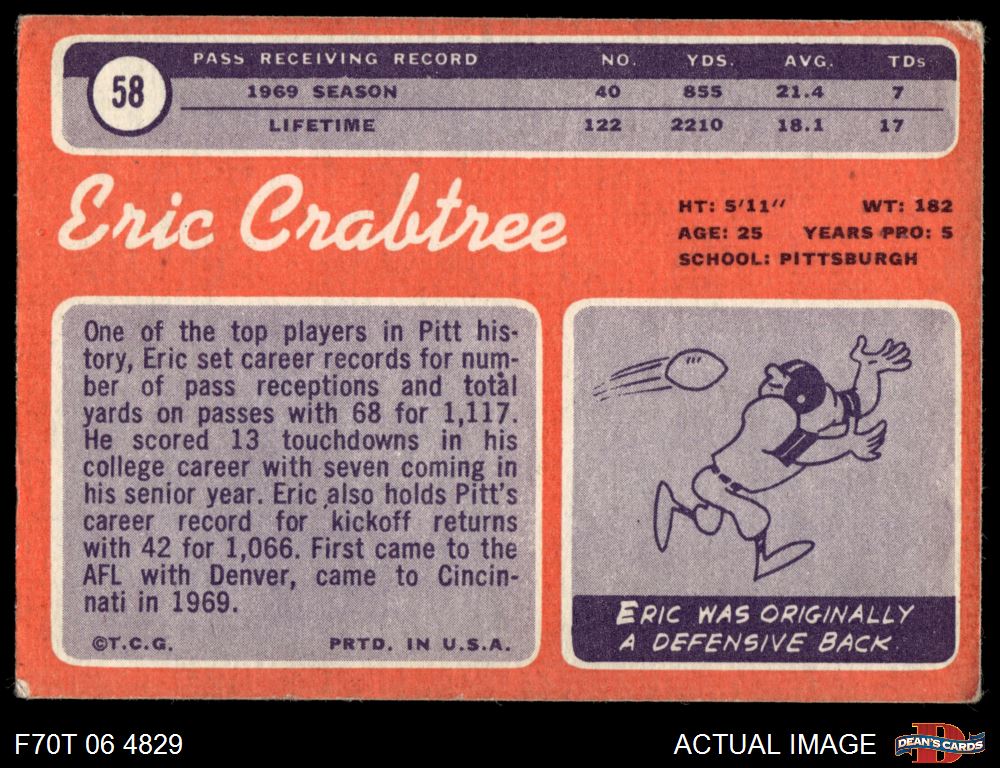 58
PASS RECEIVING RECORD NO. YDS. AVG. TDs
1969 SEASON 40 855 21.4 7
LIFETIME 122 2210 18.1 17
Eric Crabtree
HT: 5'11" WT: 182
AGE: 25 YEARS PRO: 5
SCHOOL: PITTSBURGH
One of the top players in Pitt his-
tory, Eric set career records for num-
ber of pass receptions and total
yards on passes with 68 for 1,117.
He scored 13 touchdowns in his
college career with seven coming in
his senior year. Eric also holds Pitt's
career record for kickoff returns
with 42 for 1,066. First came to the
AFL with Denver, came to Cincin-
nati in 1969.
©T.C.G. PRTD. IN U.S.A.
ERIC WAS ORIGINALLY
A DEFENSIVE BACK
F70T 06 4829
ACTUAL IMAGE
D
DEAN'S CARDS